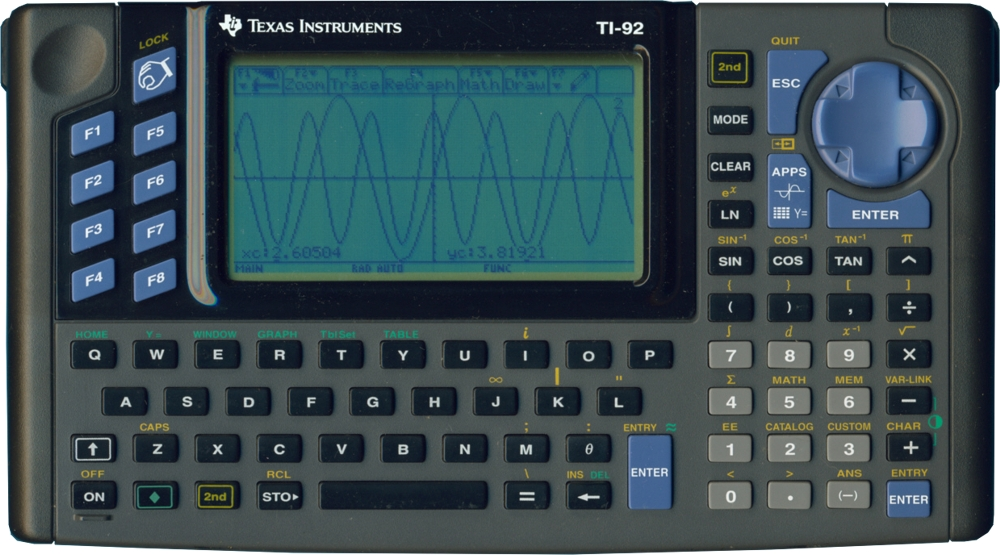 TEXAS INSTRUMENTS TI-92
LOCK
F1 F5
F2 F6
F3 F7
F4 F8
F1 F2 Zoom F3 Trace F4 ReGraph F5 Math F6 Draw F7
2
xc:2.60504 yc:3.81921
MAIN RAD AUTO FUNC
QUIT
2nd ESC
MODE
CLEAR APPS
eˣ
LN Y= ENTER
SIN⁻¹ COS⁻¹ TAN⁻¹ π
SIN COS TAN ^
{ } [ ]
( ) , ÷
∫ d x⁻¹ √
7 8 9 ×
Σ MATH MEM VAR-LINK
4 5 6 −
EE CATALOG CUSTOM CHAR
1 2 3 +
< > ANS ENTRY
0 . (−) ENTER
HOME Y= WINDOW GRAPH TblSet TABLE i
Q W E R T Y U I O P
∞ | "
A S D F G H J K L
CAPS ; : ENTRY ≈
↑ Z X C V B N M θ ENTER
OFF RCL \ INS DEL
ON ◆ 2nd STO▸ = ←